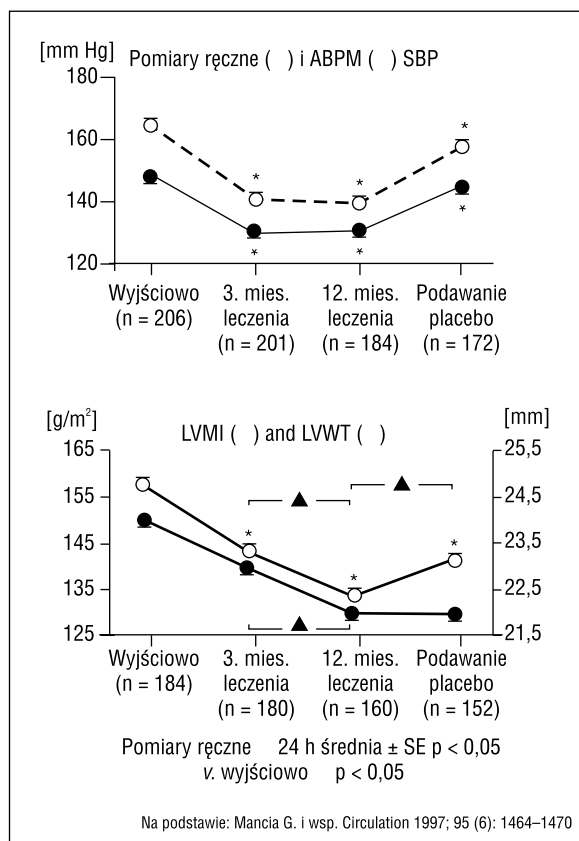 [mm Hg]
Pomiary ręczne ( ) i ABPM ( ) SBP
180
160
140
120
Wyjściowo 3. mies. 12. mies. Podawanie
(n = 206) leczenia leczenia placebo
(n = 201) (n = 184) (n = 172)
[g/m²] [mm]
LVMI ( ) and LVWT ( )
165 25,5
155 24,5
145 23,5
135 22,5
125 21,5
Wyjściowo 3. mies. 12. mies. Podawanie
(n = 184) leczenia leczenia placebo
(n = 180) (n = 160) (n = 152)
Pomiary ręczne 24 h średnia ± SE p < 0,05
v. wyjściowo p < 0,05
Na podstawie: Mancia G. i wsp. Circulation 1997; 95 (6): 1464–1470